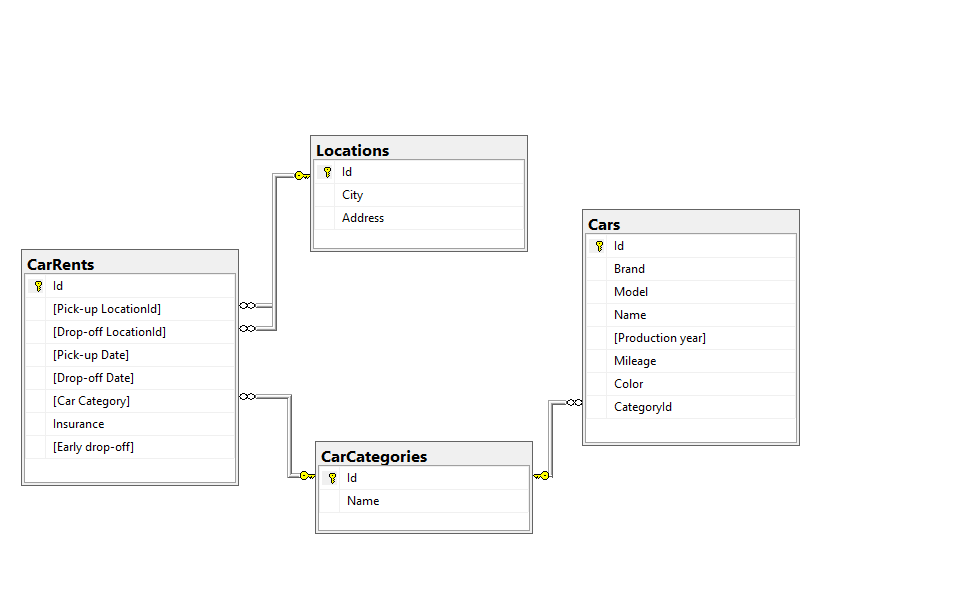 Locations
Id
City
Address
Cars
Id
Brand
Model
Name
[Production year]
Mileage
Color
CategoryId
CarRents
Id
[Pick-up LocationId]
[Drop-off LocationId]
[Pick-up Date]
[Drop-off Date]
[Car Category]
Insurance
[Early drop-off]
CarCategories
Id
Name